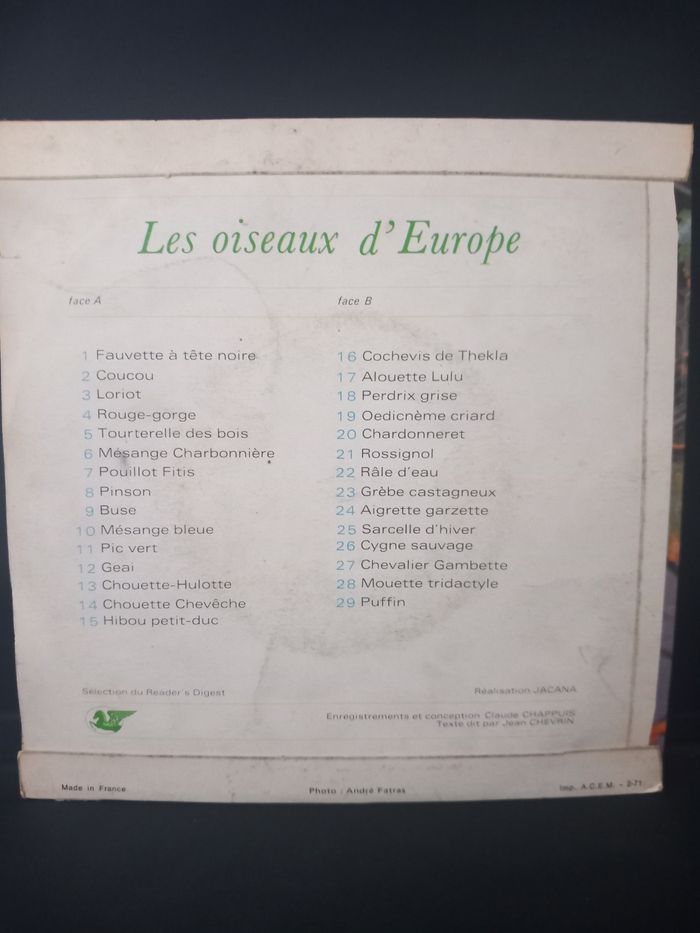 Les oiseaux d'Europe
face A
1 Fauvette à tête noire
2 Coucou
3 Loriot
4 Rouge-gorge
5 Tourterelle des bois
6 Mésange Charbonnière
7 Pouillot Fitis
8 Pinson
9 Buse
10 Mésange bleue
11 Pic vert
12 Geai
13 Chouette-Hulotte
14 Chouette Chevêche
15 Hibou petit-duc
face B
16 Cochevis de Thekla
17 Alouette Lulu
18 Perdrix grise
19 Oedicnème criard
20 Chardonneret
21 Rossignol
22 Râle d'eau
23 Grèbe castagneux
24 Aigrette garzette
25 Sarcelle d'hiver
26 Cygne sauvage
27 Chevalier Gambette
28 Mouette tridactyle
29 Puffin
Sélection du Reader's Digest
Réalisation JACANA
Enregistrements et conception Claude CHAPPUIS
Texte dit par Jean CHEVRIN
Made in France
Photo : André Fatras
Imp. A.C.E.M. - 2-71